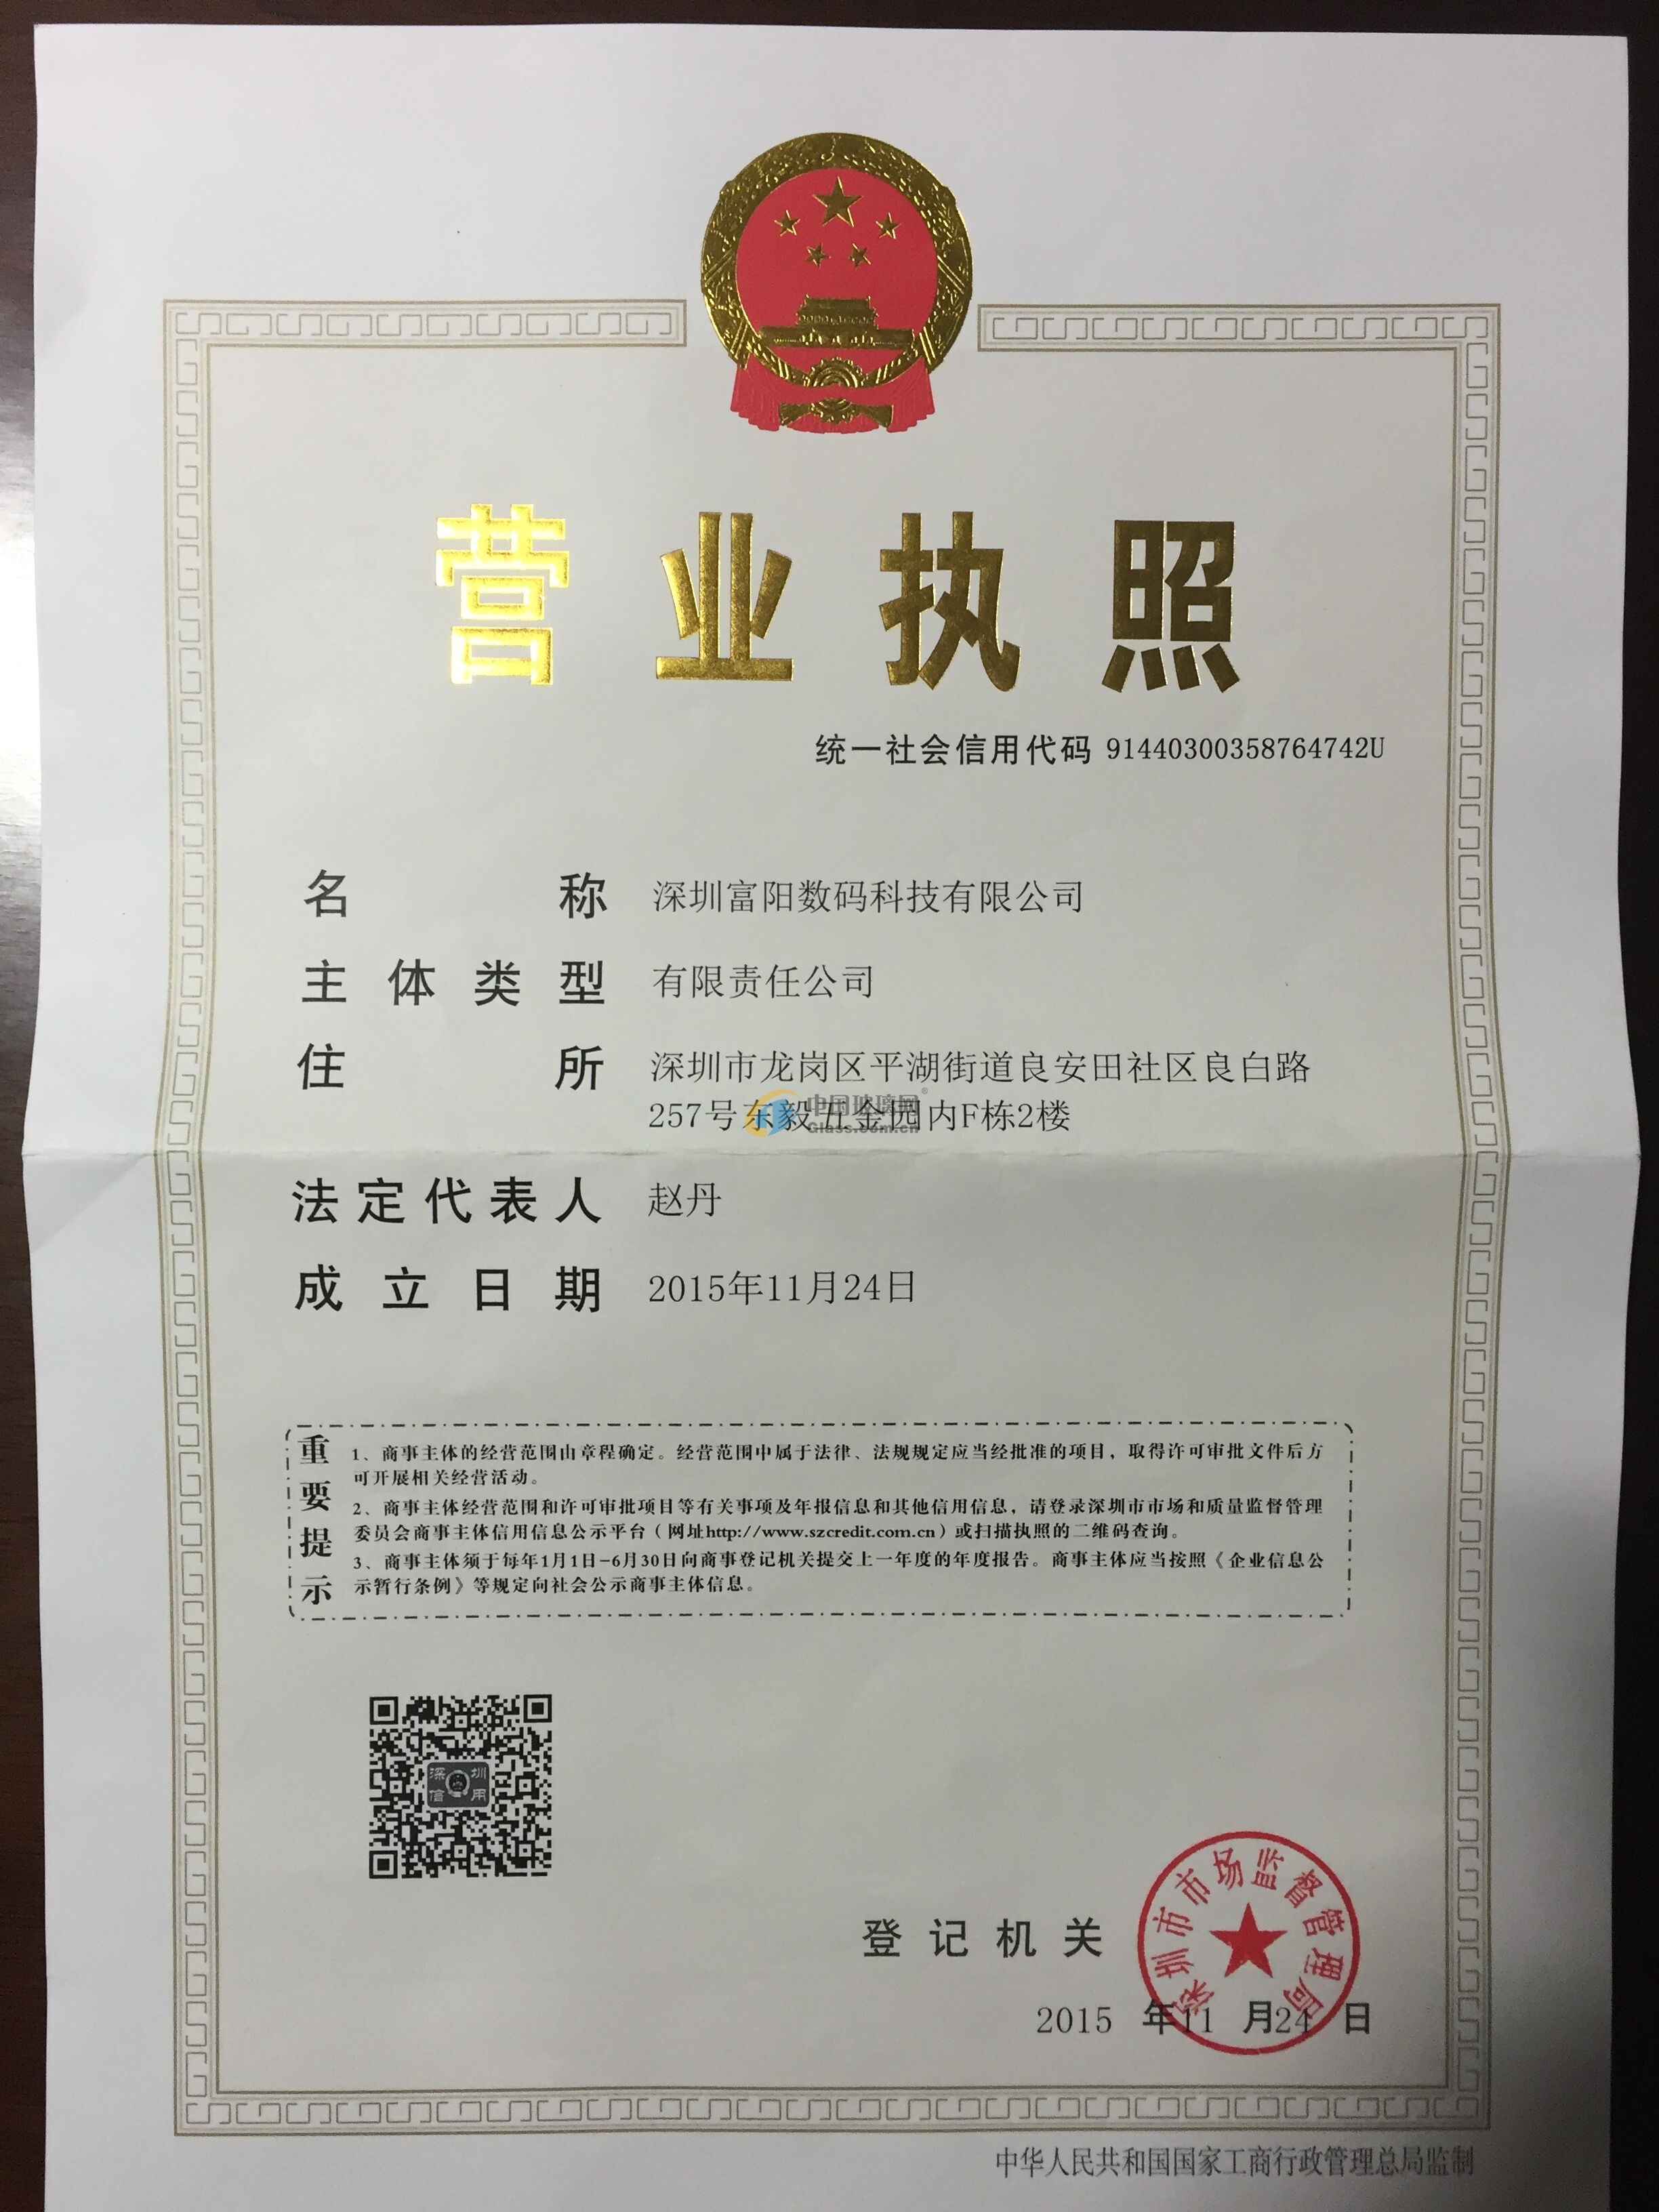 营业执照
统一社会信用代码 91440300358764742U
名称 深圳富阳数码科技有限公司
主体类型 有限责任公司
住所 深圳市龙岗区平湖街道良安田社区良白路
257号东毅五金园内F栋2楼
中国玻璃网®
Glass.com.cn
法定代表人 赵丹
成立日期 2015年11月24日
重要提示
1、商事主体的经营范围由章程确定。经营范围中属于法律、法规规定应当经批准的项目，取得许可审批文件后方
可开展相关经营活动。
2、商事主体经营范围和许可审批项目等有关事项及年报信息和其他信用信息，请登录深圳市市场和质量监督管理
委员会商事主体信用信息公示平台（网址http://www.szcredit.com.cn）或扫描执照的二维码查询。
3、商事主体须于每年1月1日-6月30日向商事登记机关提交上一年度的年度报告。商事主体应当按照《企业信息公
示暂行条例》等规定向社会公示商事主体信息。
深圳
信用
登记机关
深圳市市场监督管理局
2015 年11 月24 日
中华人民共和国国家工商行政管理总局监制